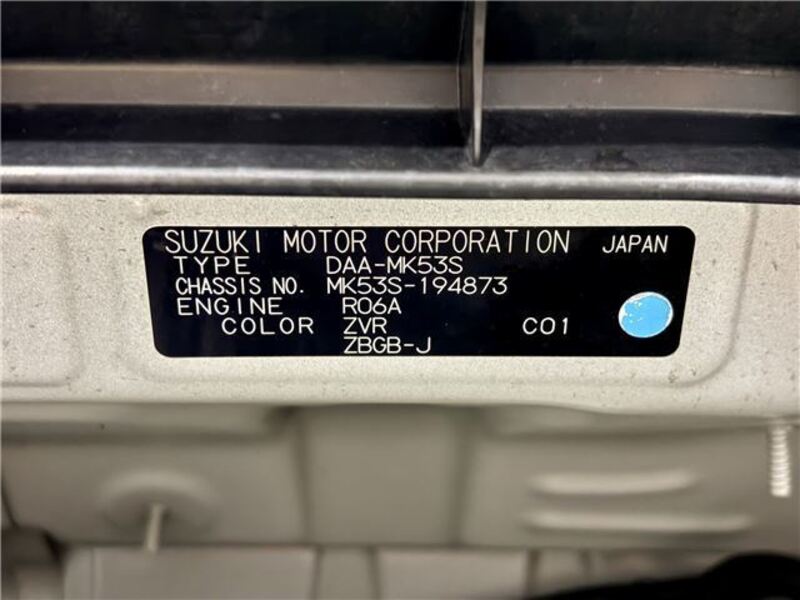 SUZUKI MOTOR CORPORATION JAPAN
TYPE DAA-MK53S
CHASSIS NO. MK53S-194873
ENGINE R06A
COLOR ZVR C01
ZBGB-J